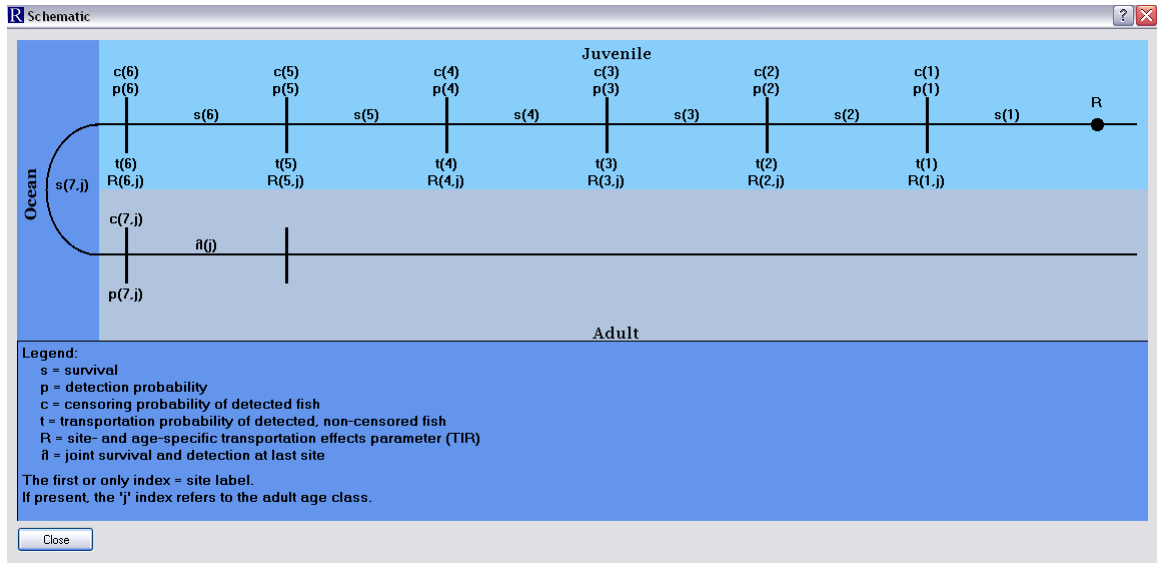 Schematic
Juvenile
c(6) c(5) c(4) c(3) c(2) c(1)
p(6) p(5) p(4) p(3) p(2) p(1)
R
s(6) s(5) s(4) s(3) s(2) s(1)
t(6) t(5) t(4) t(3) t(2) t(1)
R(6,j) R(5,j) R(4,j) R(3,j) R(2,j) R(1,j)
Ocean
s(7,j)
c(7,j)
ñ(j)
p(7,j)
Adult
Legend:
s = survival
p = detection probability
c = censoring probability of detected fish
t = transportation probability of detected, non-censored fish
R = site- and age-specific transportation effects parameter (TIR)
ñ = joint survival and detection at last site
The first or only index = site label.
If present, the 'j' index refers to the adult age class.
Close